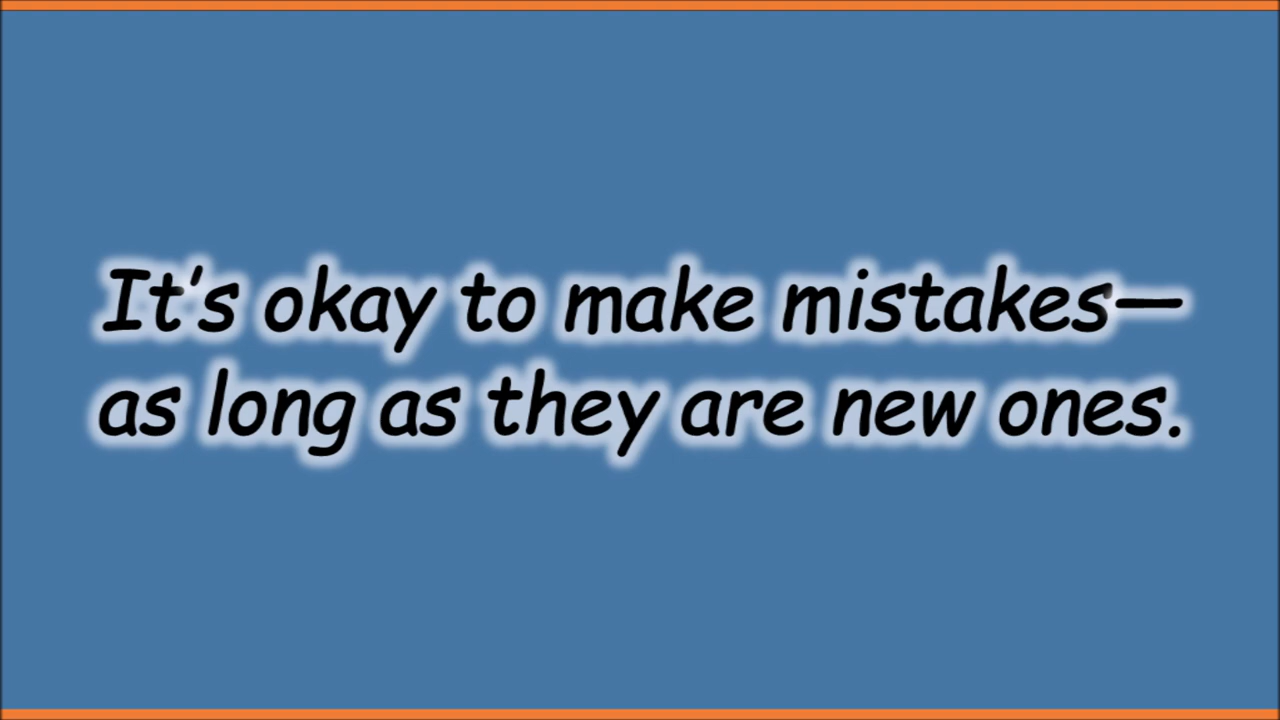 It’s okay to make mistakes—
as long as they are new ones.